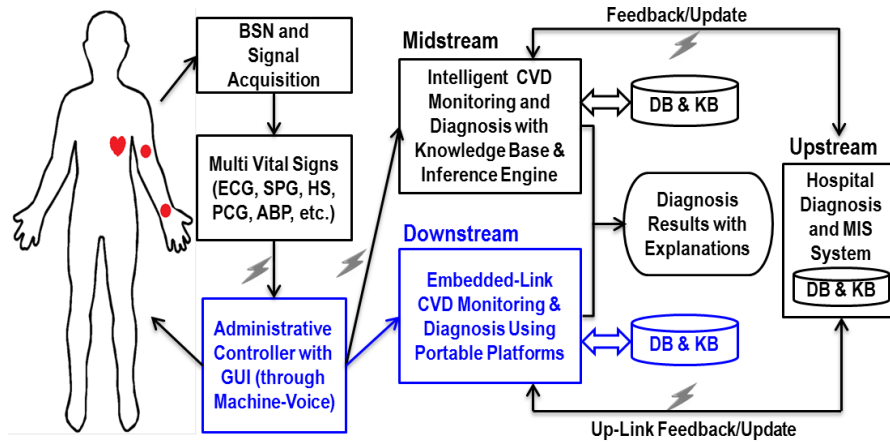 BSN and
Signal
Acquisition
Multi Vital Signs
(ECG, SPG, HS,
PCG, ABP, etc.)
Administrative
Controller with
GUI (through
Machine-Voice)
Midstream
Intelligent CVD
Monitoring and
Diagnosis with
Knowledge Base &
Inference Engine
DB & KB
Downstream
Embedded-Link
CVD Monitoring &
Diagnosis Using
Portable Platforms
DB & KB
Diagnosis
Results with
Explanations
Feedback/Update
Upstream
Hospital
Diagnosis
and MIS
System
DB & KB
Up-Link Feedback/Update